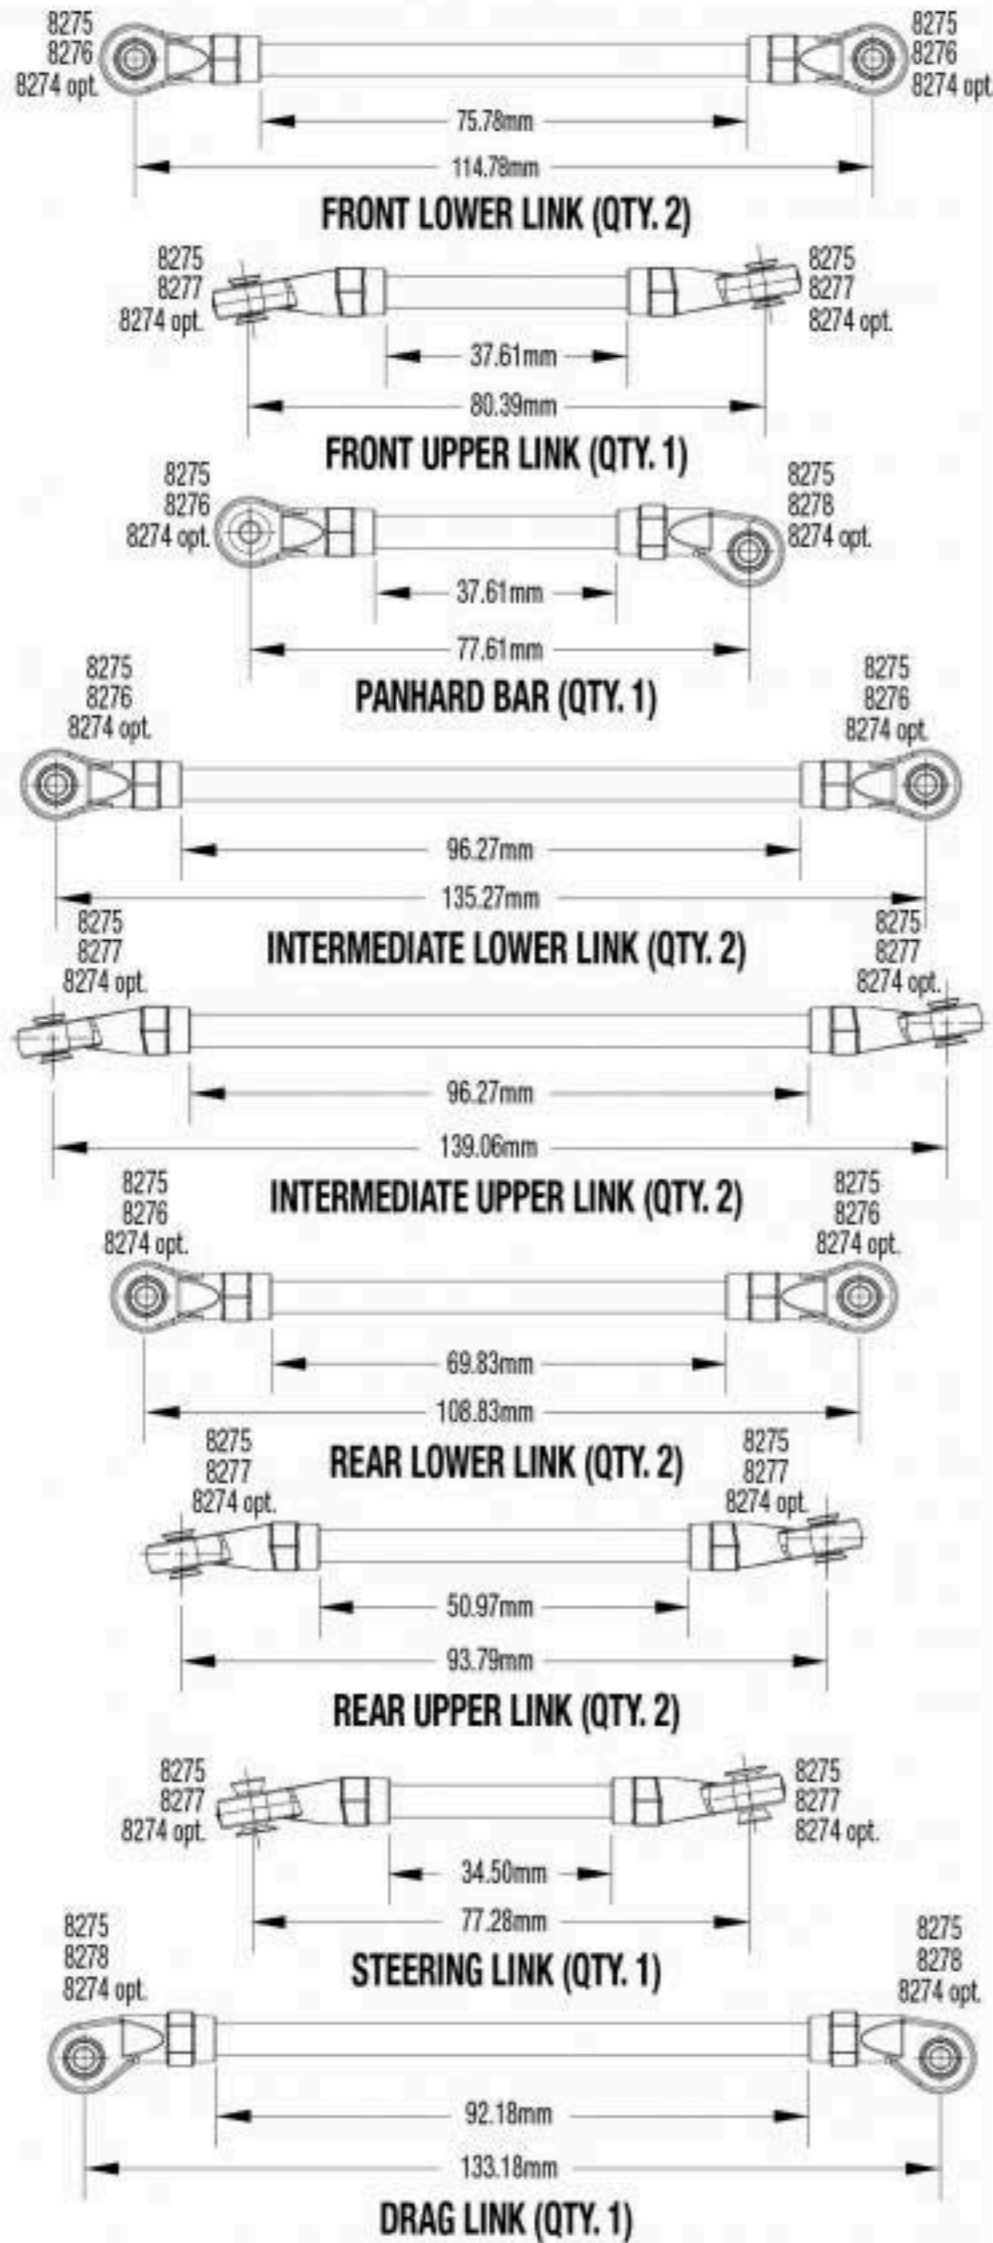 8275
8276
8274 opt.
8275
8276
8274 opt.
75.78mm
114.78mm
FRONT LOWER LINK (QTY. 2)
8275
8277
8274 opt.
8275
8277
8274 opt.
37.61mm
80.39mm
FRONT UPPER LINK (QTY. 1)
8275
8276
8274 opt.
8275
8278
8274 opt.
37.61mm
77.61mm
PANHARD BAR (QTY. 1)
8275
8276
8274 opt.
8275
8276
8274 opt.
96.27mm
135.27mm
INTERMEDIATE LOWER LINK (QTY. 2)
8275
8277
8274 opt.
8275
8277
8274 opt.
96.27mm
139.06mm
INTERMEDIATE UPPER LINK (QTY. 2)
8275
8276
8274 opt.
8275
8276
8274 opt.
69.83mm
108.83mm
REAR LOWER LINK (QTY. 2)
8275
8277
8274 opt.
8275
8277
8274 opt.
50.97mm
93.79mm
REAR UPPER LINK (QTY. 2)
8275
8277
8274 opt.
8275
8277
8274 opt.
34.50mm
77.28mm
STEERING LINK (QTY. 1)
8275
8278
8274 opt.
8275
8278
8274 opt.
92.18mm
133.18mm
DRAG LINK (QTY. 1)